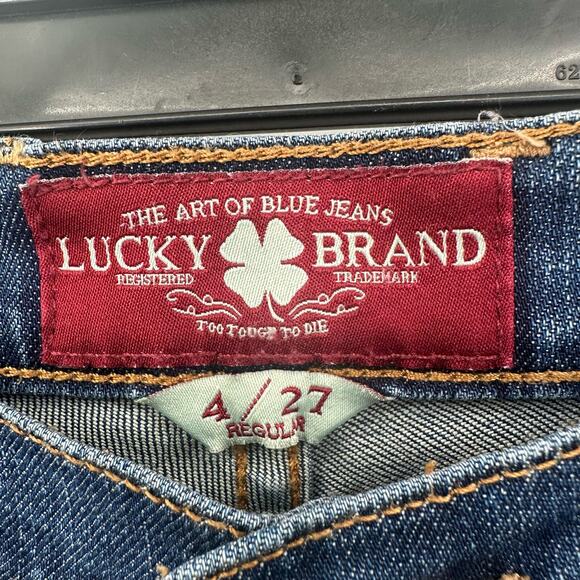 62
THE ART OF BLUE JEANS
LUCKY BRAND
REGISTERED TRADEMARK
TOO TOUGH TO DIE
4/27
REGULAR